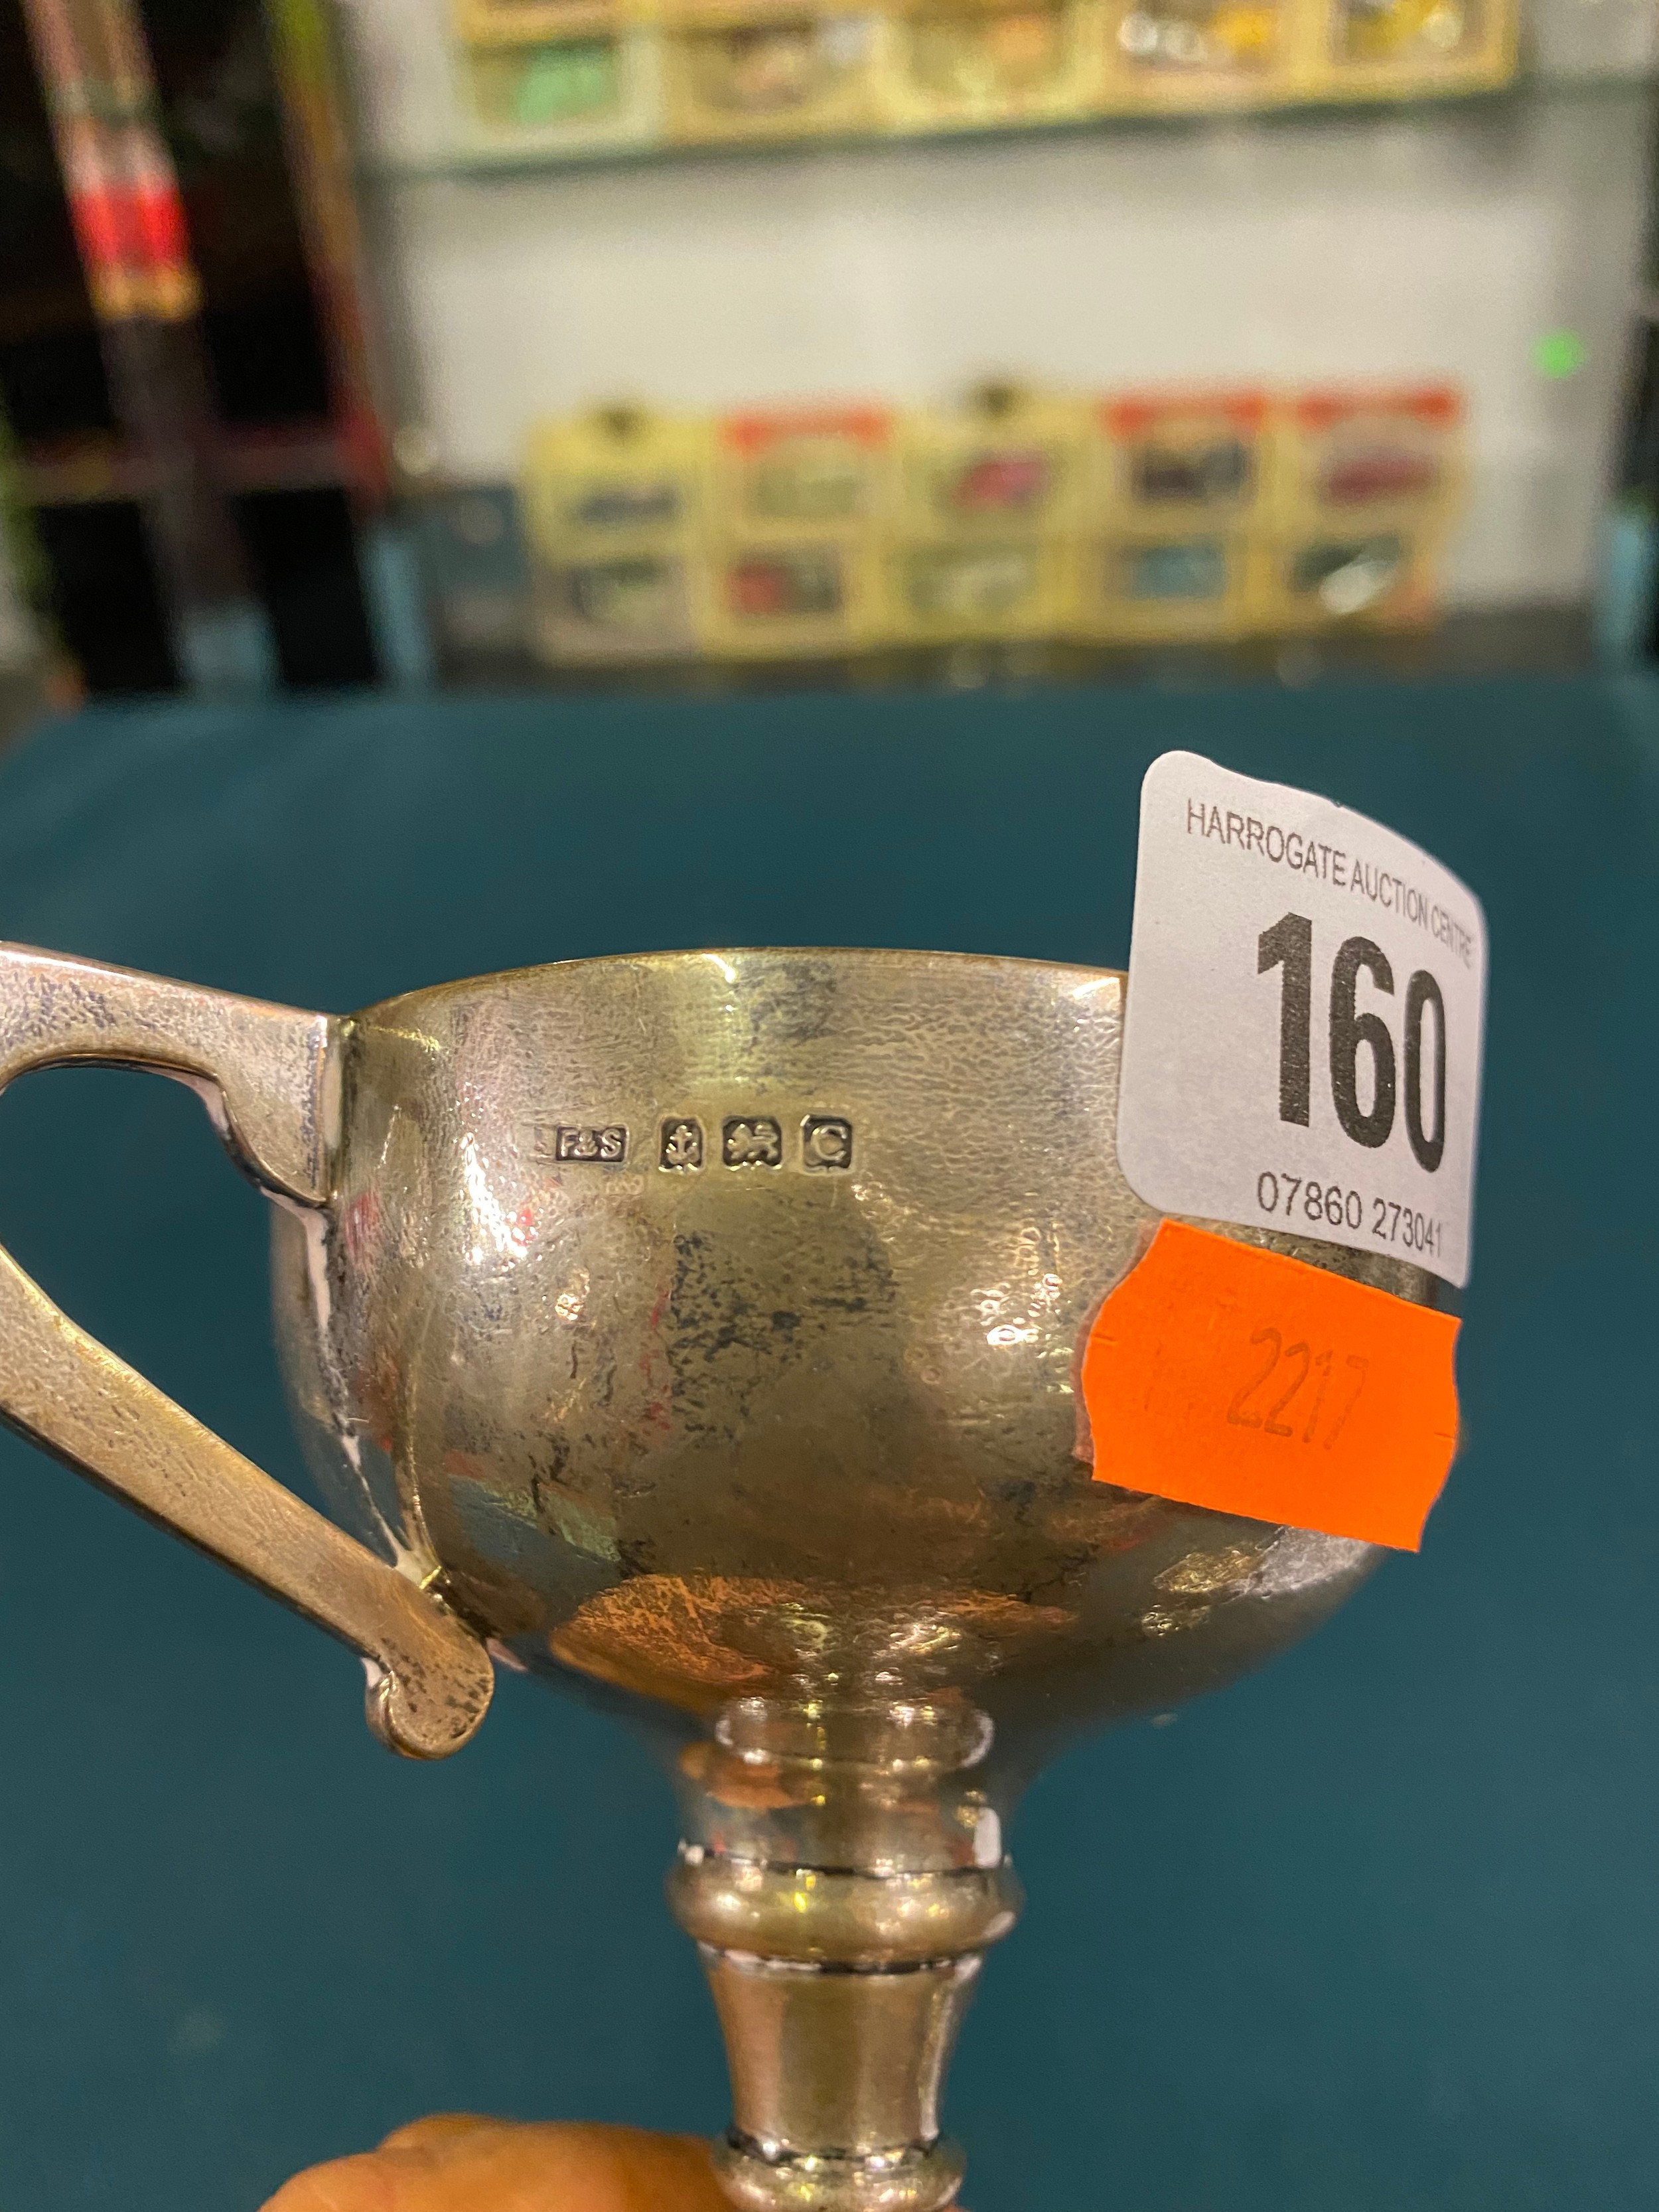 HARROGATE AUCTION CENTRE
160
07860 273041
2217
F&S
C